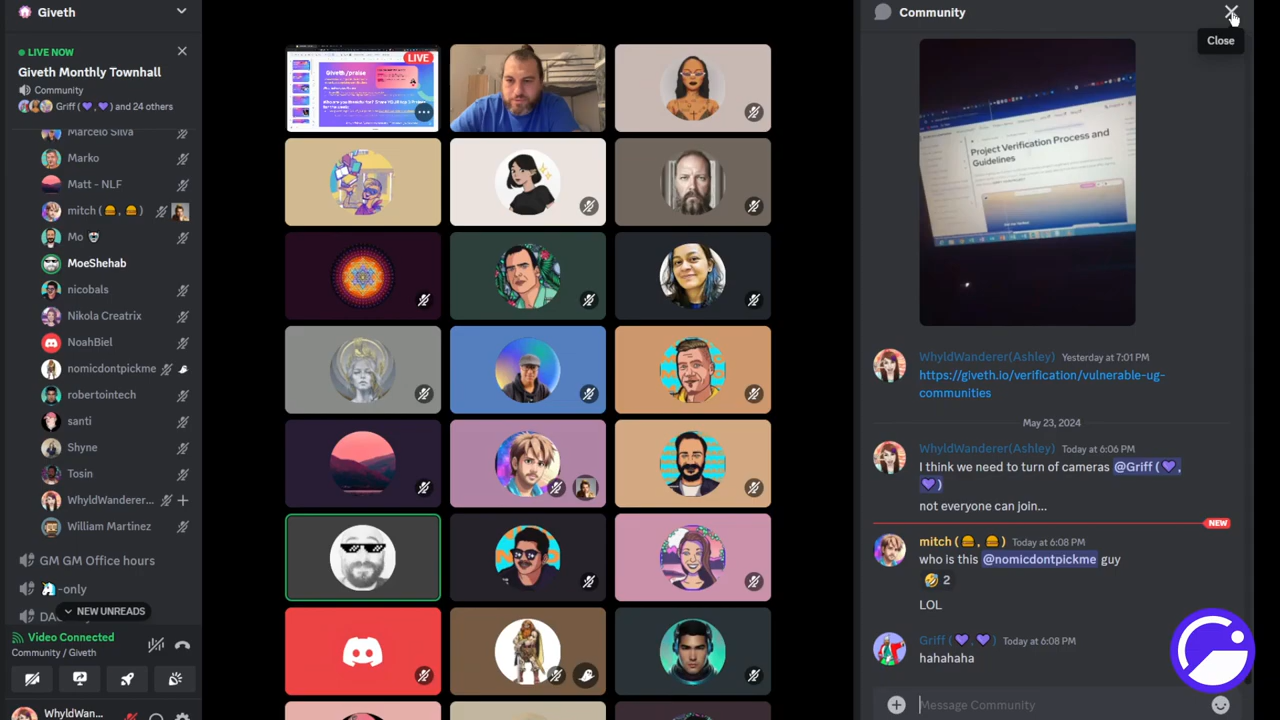 Giveth
LIVE NOW
Giveth Monthly Townhall
Community
Griff ( 💜 , 💜 ) and 24 others
Marcelo Silva
Marko
Matt - NLF
mitch ( 🍔 , 🍔 )
Mo
MoeShehab
nicobals
Nikola Creatrix
NoahBiel
nomicdontpickme
robertointech
santi
Shyne
Tosin
WhyldWanderer...
William Martinez
GM GM Office hours
🦄 -only
NEW UNREADS
Video Connected
Community / Giveth
WhyldWan...
LIVE
Giveth /praise
Community
Close
Project Verification Process and
Guidelines
WhyldWanderer(Ashley) Yesterday at 7:01 PM
https://giveth.io/verification/vulnerable-ug-
communities
May 23, 2024
WhyldWanderer(Ashley) Today at 6:06 PM
I think we need to turn of cameras @Griff ( 💜 ,
💜 )
not everyone can join...
NEW
mitch ( 🍔 , 🍔 ) Today at 6:08 PM
who is this @nomicdontpickme guy
🤣 2
LOL
Griff ( 💜 , 💜 ) Today at 6:08 PM
hahahaha
Message Community